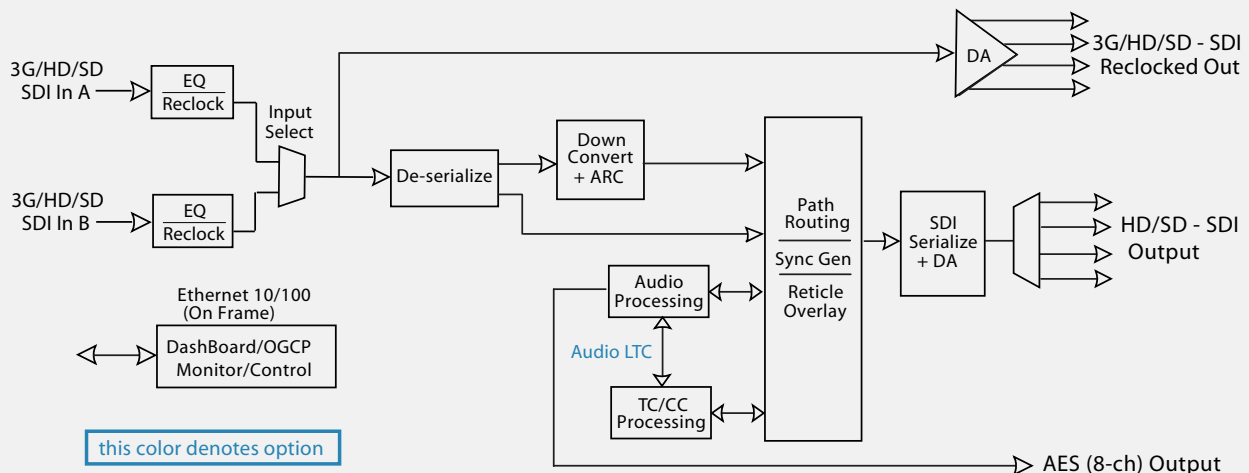 3G/HD/SD
SDI In A
EQ
Reclock
Input
Select
3G/HD/SD
SDI In B
EQ
Reclock
De-serialize
Down
Convert
+ ARC
DA
3G/HD/SD - SDI
Reclocked Out
Path
Routing
Sync Gen
Reticle
Overlay
SDI
Serialize
+ DA
HD/SD - SDI
Output
Audio
Processing
Audio LTC
TC/CC
Processing
Ethernet 10/100
(On Frame)
DashBoard/OGCP
Monitor/Control
this color denotes option
AES (8-ch) Output